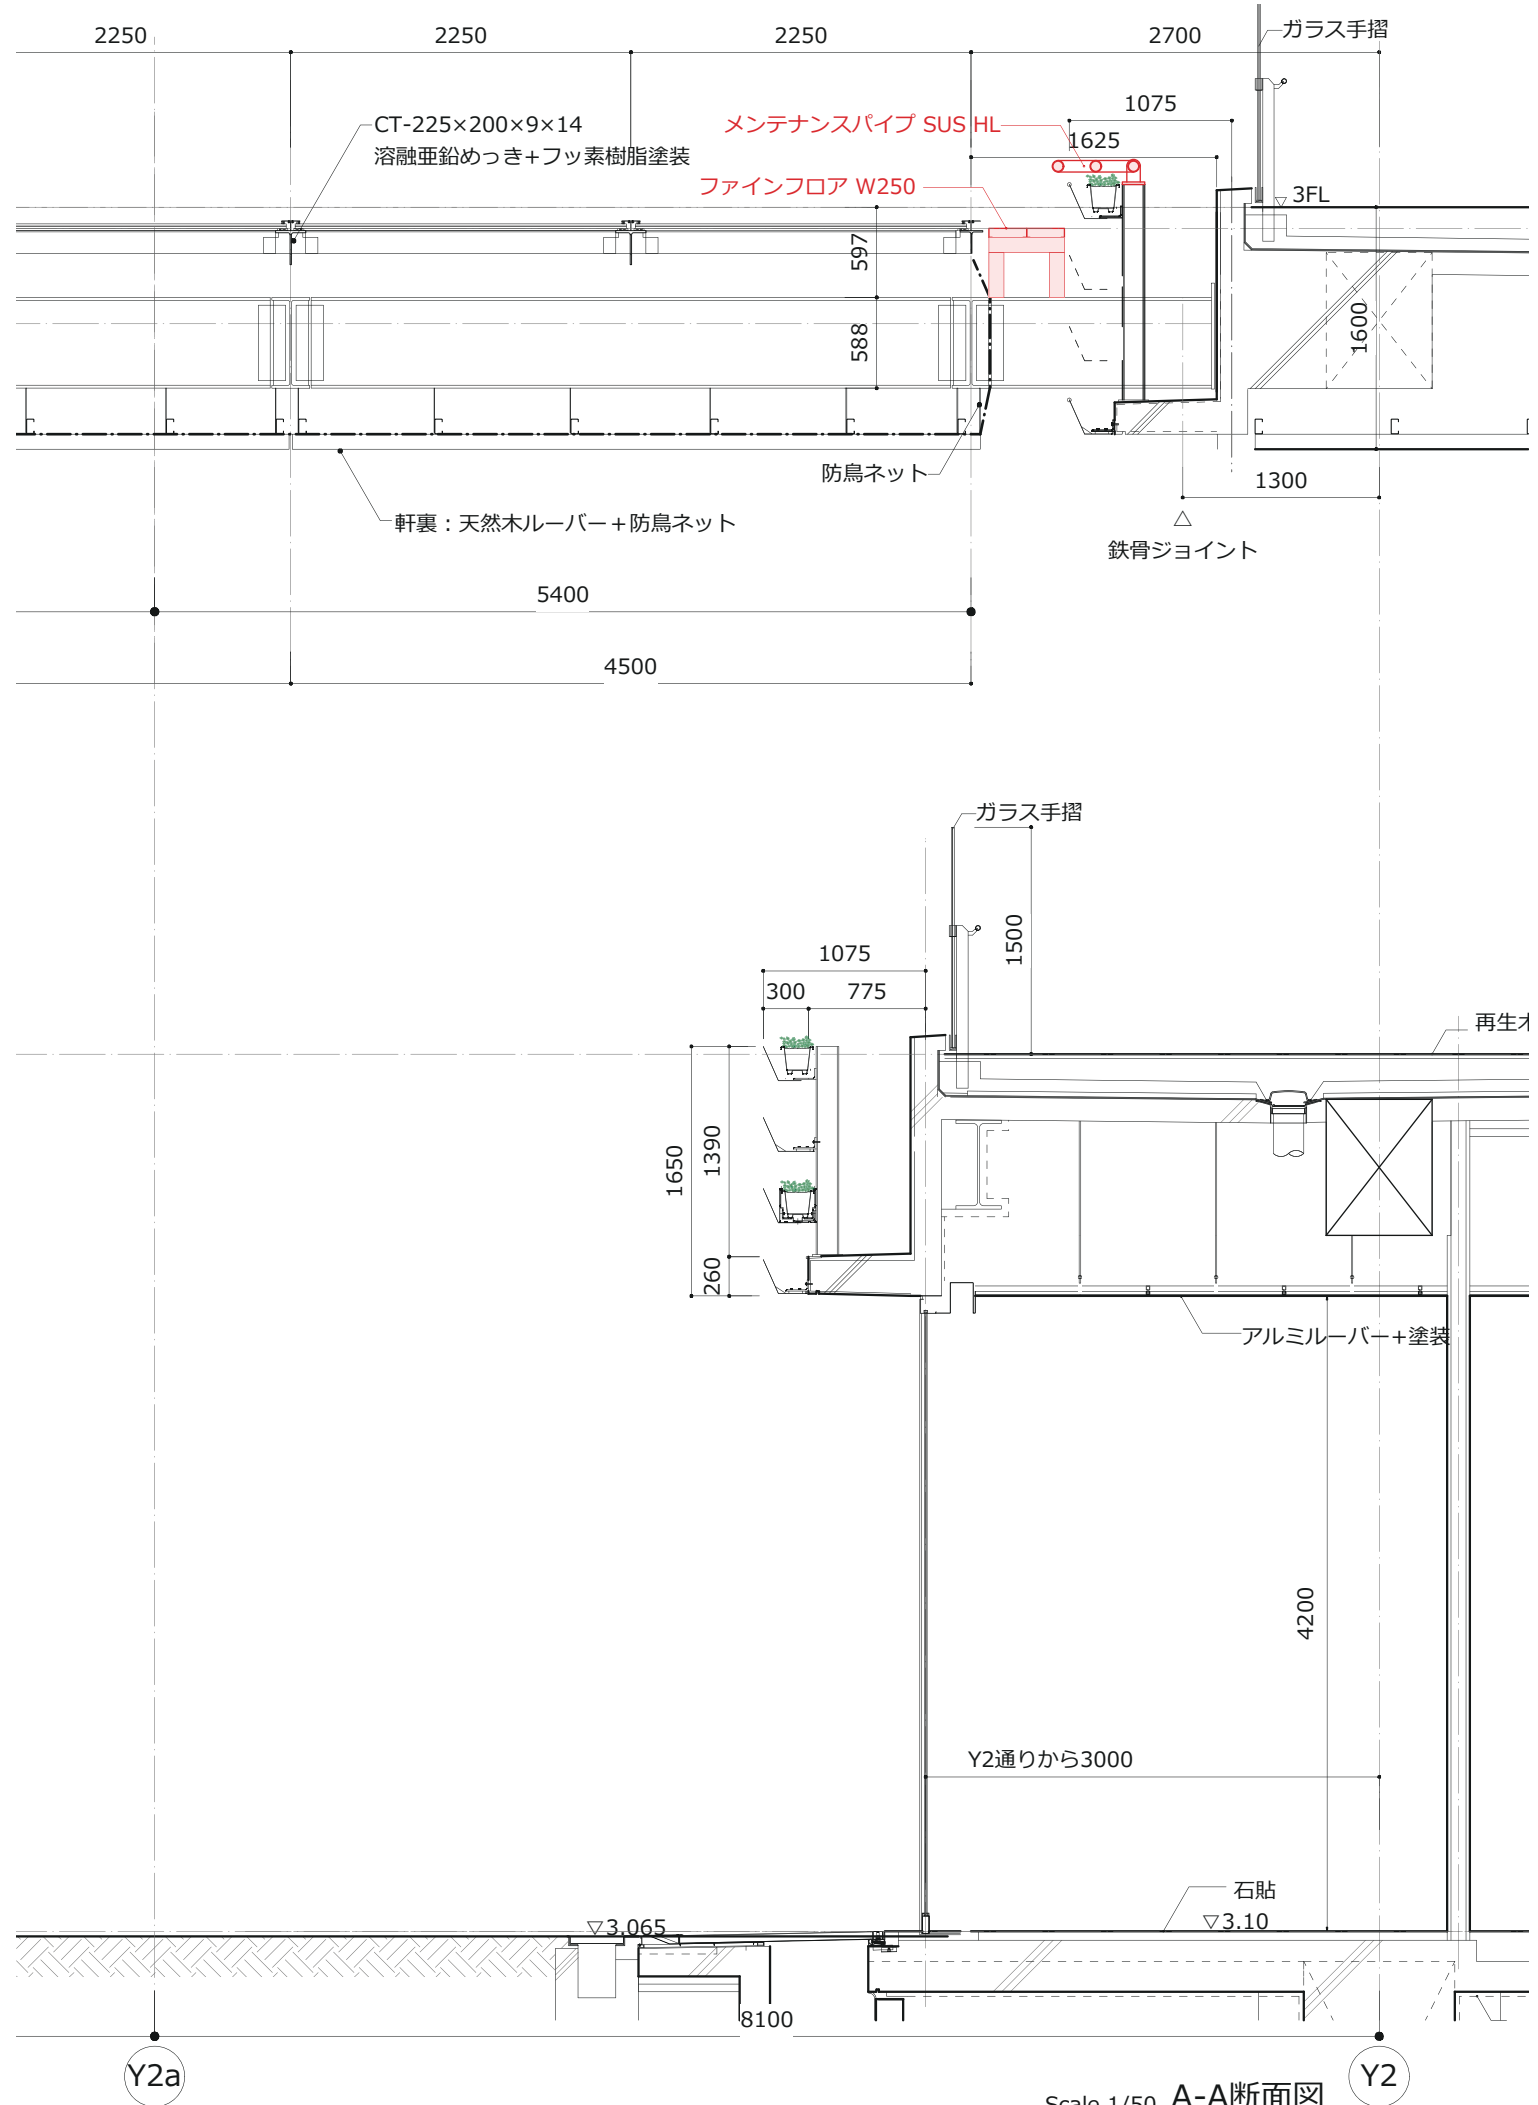 2250
2250
2250
2700
ガラス手摺
CT-225×200×9×14
溶融亜鉛めっき+フッ素樹脂塗装
メンテナンスパイプ SUS HL
1075
1625
ファインフロア W250
3FL
597
588
1600
防鳥ネット
1300
軒裏：天然木ルーバー＋防鳥ネット
鉄骨ジョイント
5400
4500
ガラス手摺
1500
1075
300
775
再生木
1650
1390
260
アルミルーバー+塗装
4200
Y2通りから3000
石貼
▽3.065
▽3.10
8100
Y2a
Y2
Scale 1/50 A-A断面図